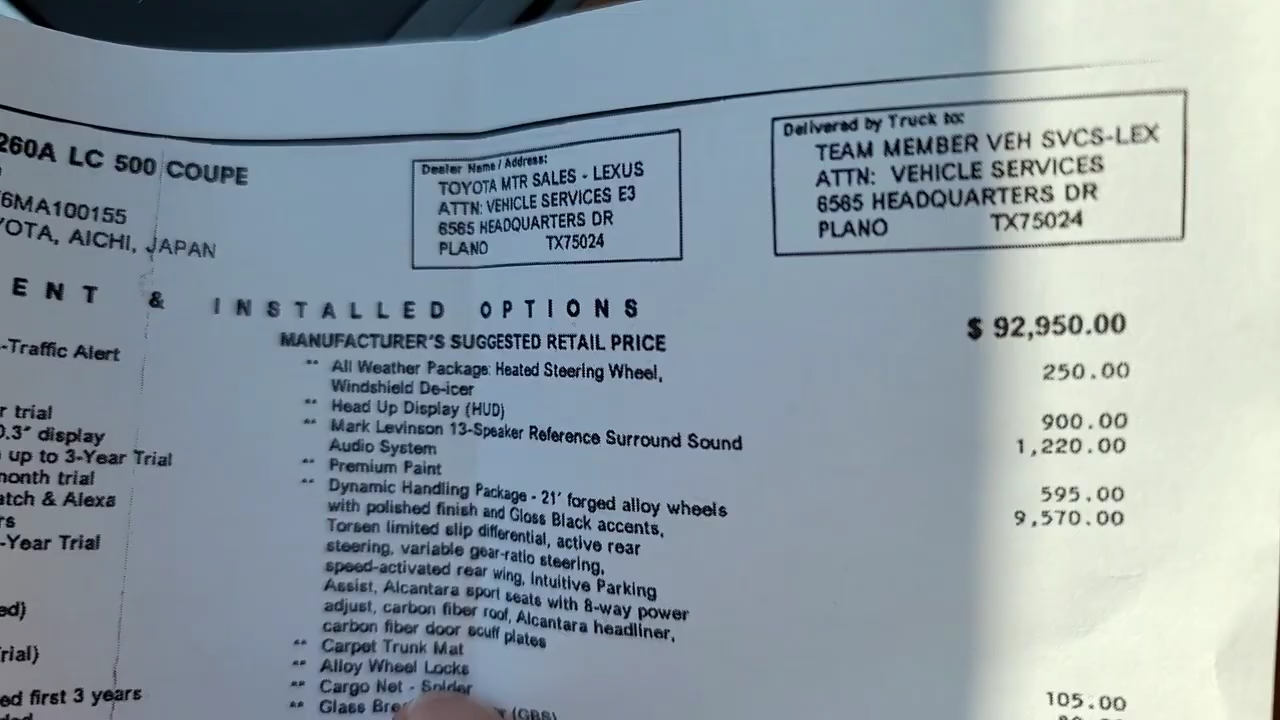 260A LC 500 COUPE
6MA100155
OTA, AICHI, JAPAN
Dealer Name / Address:
TOYOTA MTR SALES - LEXUS
ATTN: VEHICLE SERVICES E3
6565 HEADQUARTERS DR
PLANO TX75024
Delivered by Truck to:
TEAM MEMBER VEH SVCS-LEX
ATTN: VEHICLE SERVICES
6565 HEADQUARTERS DR
PLANO TX75024
ENT & INSTALLED OPTIONS
-Traffic Alert
r trial
0.3" display
up to 3-Year Trial
month trial
atch & Alexa
rs
-Year Trial
ed)
rial)
ed first 3 years
MANUFACTURER'S SUGGESTED RETAIL PRICE $ 92,950.00
** All Weather Package: Heated Steering Wheel, 250.00
Windshield De-icer
** Head Up Display (HUD) 900.00
** Mark Levinson 13-Speaker Reference Surround Sound 1,220.00
Audio System
** Premium Paint 595.00
** Dynamic Handling Package - 21' forged alloy wheels 9,570.00
with polished finish and Gloss Black accents,
Torsen limited slip differential, active rear
steering, variable gear-ratio steering,
speed-activated rear wing, Intuitive Parking
Assist, Alcantara sport seats with 8-way power
adjust, carbon fiber roof, Alcantara headliner,
carbon fiber door scuff plates
** Carpet Trunk Mat 105.00
** Alloy Wheel Locks
** Cargo Net - Spider
** Glass Bre (GBS)